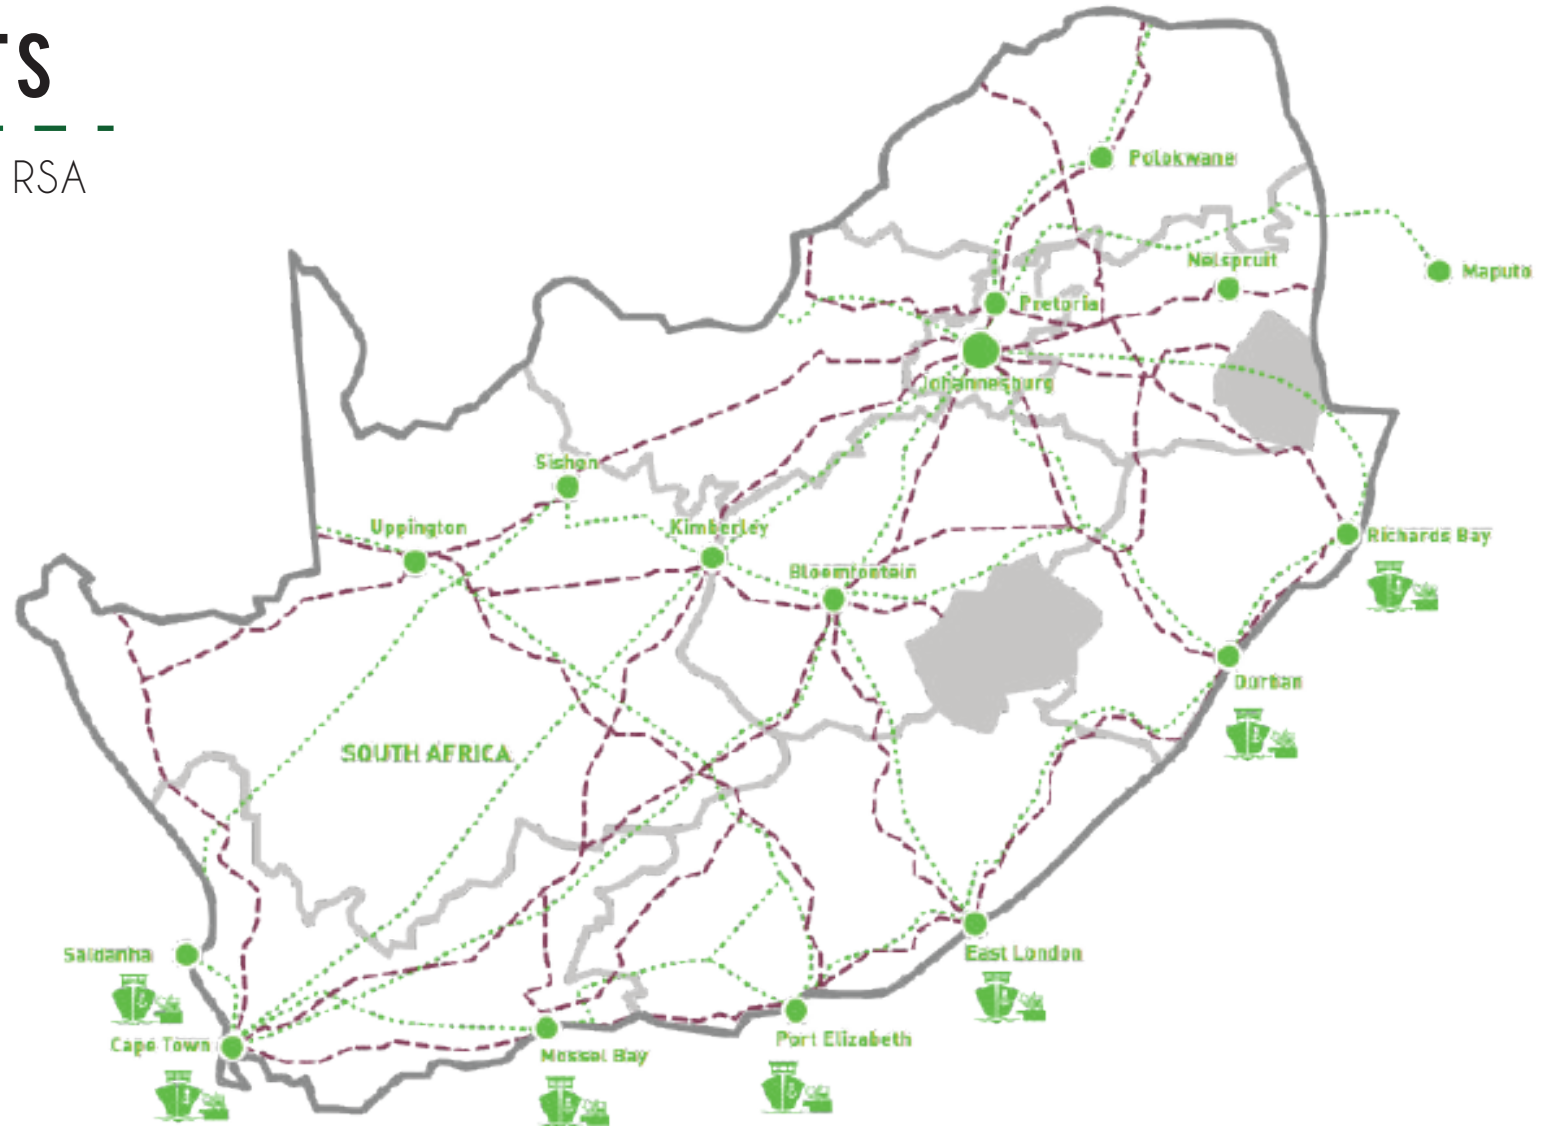 TS
RSA
Polokwane
Nelspruit
Maputo
Pretoria
Johannesburg
Sishen
Uppington
Kimberley
Richards Bay
Bloemfontein
Durban
SOUTH AFRICA
Saldanha
East London
Cape Town
Port Elizabeth
Mossel Bay